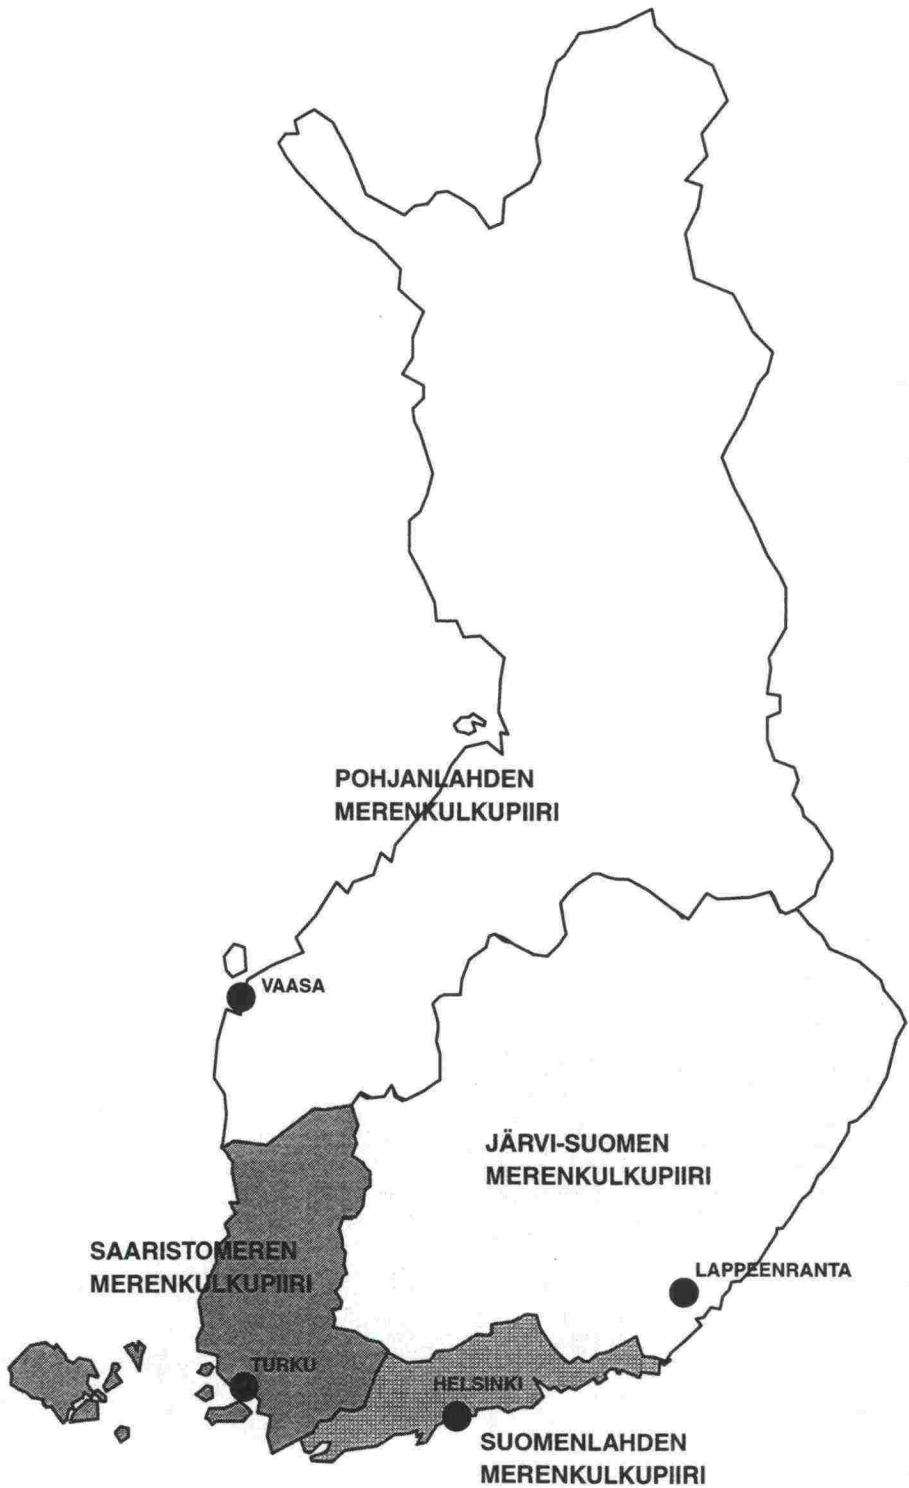 POHJANLAHDEN
MERENKULKUPIIRI
VAASA
JÄRVI-SUOMEN
MERENKULKUPIIRI
SAARISTOMEREN
MERENKULKUPIIRI
LAPPEENRANTA
TURKU
HELSINKI
SUOMENLAHDEN
MERENKULKUPIIRI